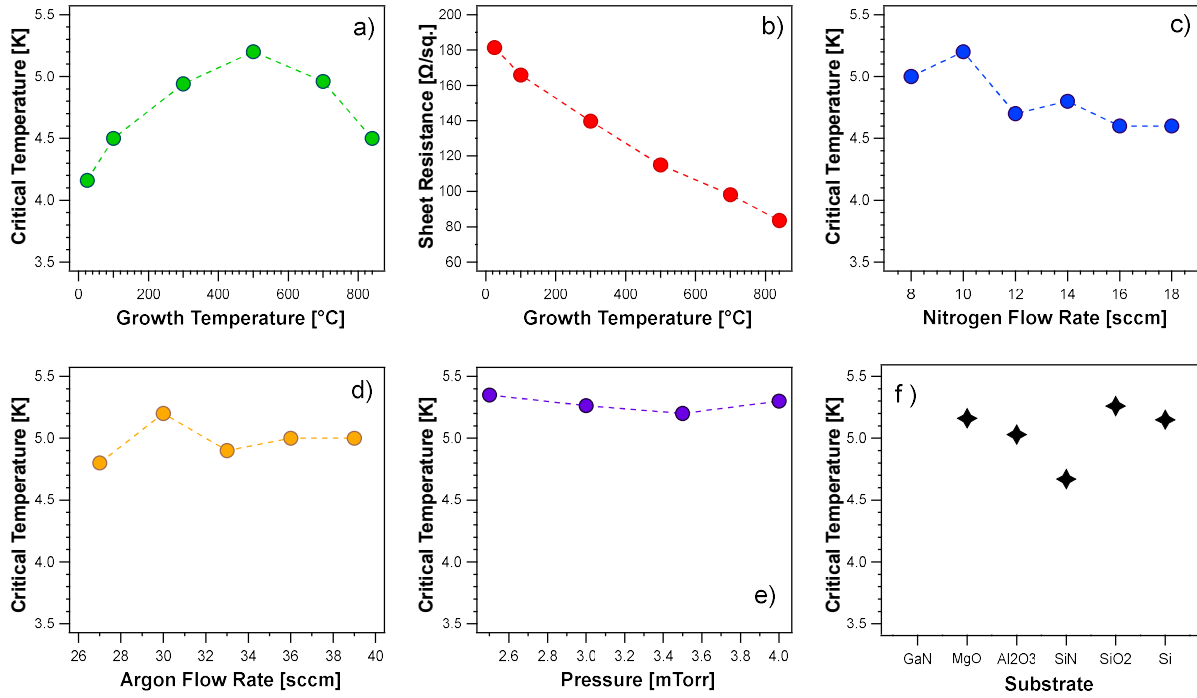 a)
Critical Temperature [K]
5.5
5.0
4.5
4.0
3.5
0 200 400 600 800
Growth Temperature [°C]
b)
Sheet Resistance [Ω/sq.]
200
180
160
140
120
100
80
60
0 200 400 600 800
Growth Temperature [°C]
c)
Critical Temperature [K]
5.5
5.0
4.5
4.0
3.5
8 10 12 14 16 18
Nitrogen Flow Rate [sccm]
d)
Critical Temperature [K]
5.5
5.0
4.5
4.0
3.5
26 28 30 32 34 36 38 40
Argon Flow Rate [sccm]
e)
Critical Temperature [K]
5.5
5.0
4.5
4.0
3.5
2.6 2.8 3.0 3.2 3.4 3.6 3.8 4.0
Pressure [mTorr]
f)
Critical Temperature [K]
5.5
5.0
4.5
4.0
3.5
GaN MgO Al2O3 SiN SiO2 Si
Substrate